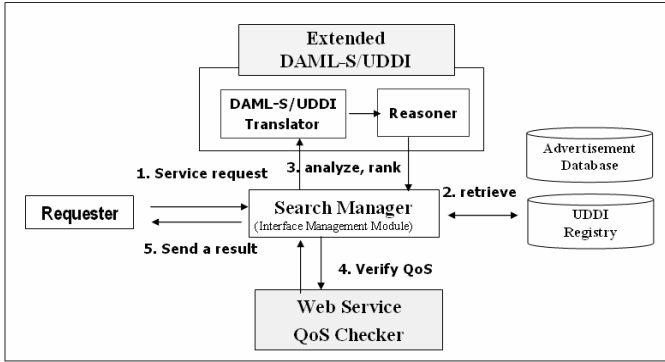 Extended
DAML-S/UDDI
DAML-S/UDDI
Translator
Reasoner
Advertisement
Database
1. Service request
3. analyze, rank
2. retrieve
Requester
Search Manager
(Interface Management Module)
UDDI
Registry
5. Send a result
4. Verify QoS
Web Service
QoS Checker